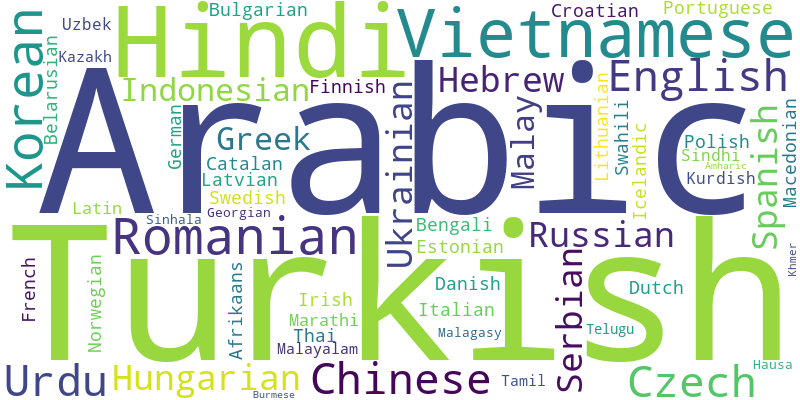 Uzbek
Bulgarian
Croatian
Portuguese
Korean
Belarusian
Kazakh
Hindi
Vietnamese
Indonesian
Finnish
Hebrew
English
Arabic
German
Greek
Catalan
Latvian
Swedish
Georgian
Ukrainian
Malay
Lithuanian
Swahili
Icelandic
Polish
Sindhi
Amharic
Kurdish
Spanish
Macedonian
Latin
Sinhala
Romanian
Bengali
Estonian
Russian
Turkish
French
Norwegian
Afrikaans
Irish
Marathi
Thai
Malayalam
Danish
Italian
Malagasy
Serbian
Dutch
Telugu
Khmer
Urdu
Hungarian
Burmese
Chinese
Tamil
Czech
Hausa